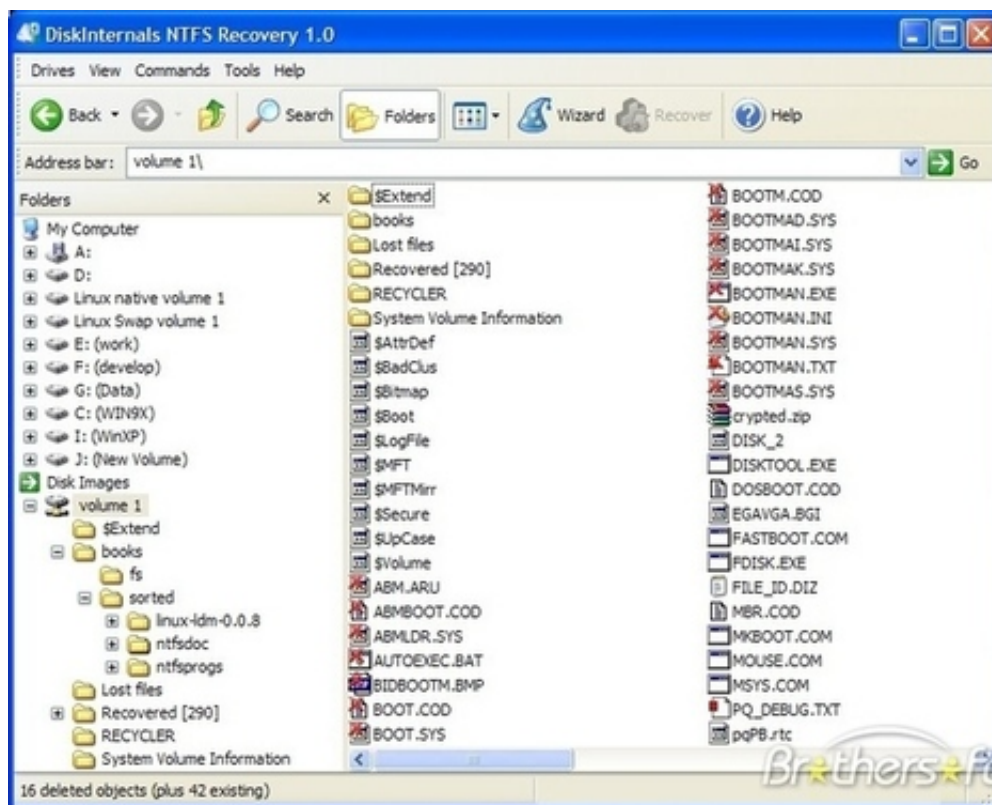 DiskInternals NTFS Recovery 1.0
Drives View Commands Tools Help
Back Search Folders Wizard Recover Help
Address bar: volume 1\ Go
Folders
My Computer
A:
D:
Linux native volume 1
Linux Swap volume 1
E: (work)
F: (develop)
G: (Data)
C: (WIN9X)
I: (WinXP)
J: (New Volume)
Disk Images
volume 1
$Extend
books
fs
sorted
linux-ldm-0.0.8
ntfsdoc
ntfsprogs
Lost files
Recovered [290]
RECYCLER
System Volume Information
$Extend
books
Lost files
Recovered [290]
RECYCLER
System Volume Information
$AttrDef
$BadClus
$Bitmap
$Boot
$LogFile
$MFT
$MFTMirr
$Secure
$UpCase
$Volume
ABM.ARU
ABMBOOT.COD
ABMLDR.SYS
AUTOEXEC.BAT
BIDBOOTM.BMP
BOOT.COD
BOOT.SYS
BOOTM.COD
BOOTMAD.SYS
BOOTMAI.SYS
BOOTMAK.SYS
BOOTMAN.EXE
BOOTMAN.INI
BOOTMAN.SYS
BOOTMAN.TXT
BOOTMAS.SYS
crypted.zip
DISK_2
DISKTOOL.EXE
DOSBOOT.COD
EGAVGA.BGI
FASTBOOT.COM
FDISK.EXE
FILE_ID.DIZ
MBR.COD
MKBOOT.COM
MOUSE.COM
MSYS.COM
PQ_DEBUG.TXT
pqPB.rtc
16 deleted objects (plus 42 existing)